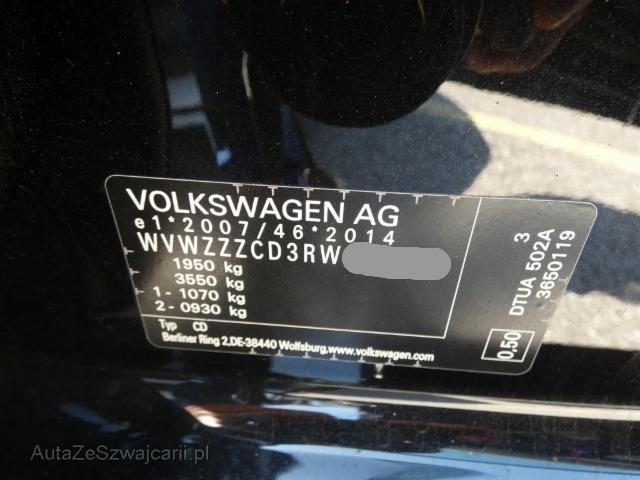 VOLKSWAGEN AG
e1*2007/46*2014
WVWZZZCD3RW
1950 kg
3550 kg
1- 1070 kg
2- 0930 kg
Typ CD
Berliner Ring 2,DE-38440 Wolfsburg,www.volkswagen.com
3
DTUA 502A
3650119
0.50
AutaZeSzwajcarii.pl